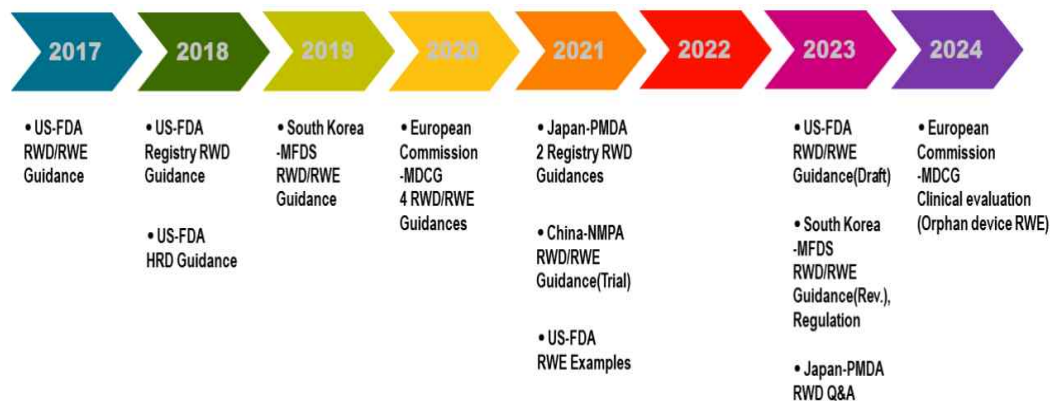 2017
2018
2019
2020
2021
2022
2023
2024
• US-FDA
RWD/RWE
Guidance
• US-FDA
Registry RWD
Guidance
• US-FDA
HRD Guidance
• South Korea
-MFDS
RWD/RWE
Guidance
• European
Commission
-MDCG
4 RWD/RWE
Guidances
• Japan-PMDA
2 Registry RWD
Guidances
• China-NMPA
RWD/RWE
Guidance(Trial)
• US-FDA
RWE Examples
• US-FDA
RWD/RWE
Guidance(Draft)
• South Korea
-MFDS
RWD/RWE
Guidance(Rev.),
Regulation
• Japan-PMDA
RWD Q&A
• European
Commission
-MDCG
Clinical evaluation
(Orphan device RWE)